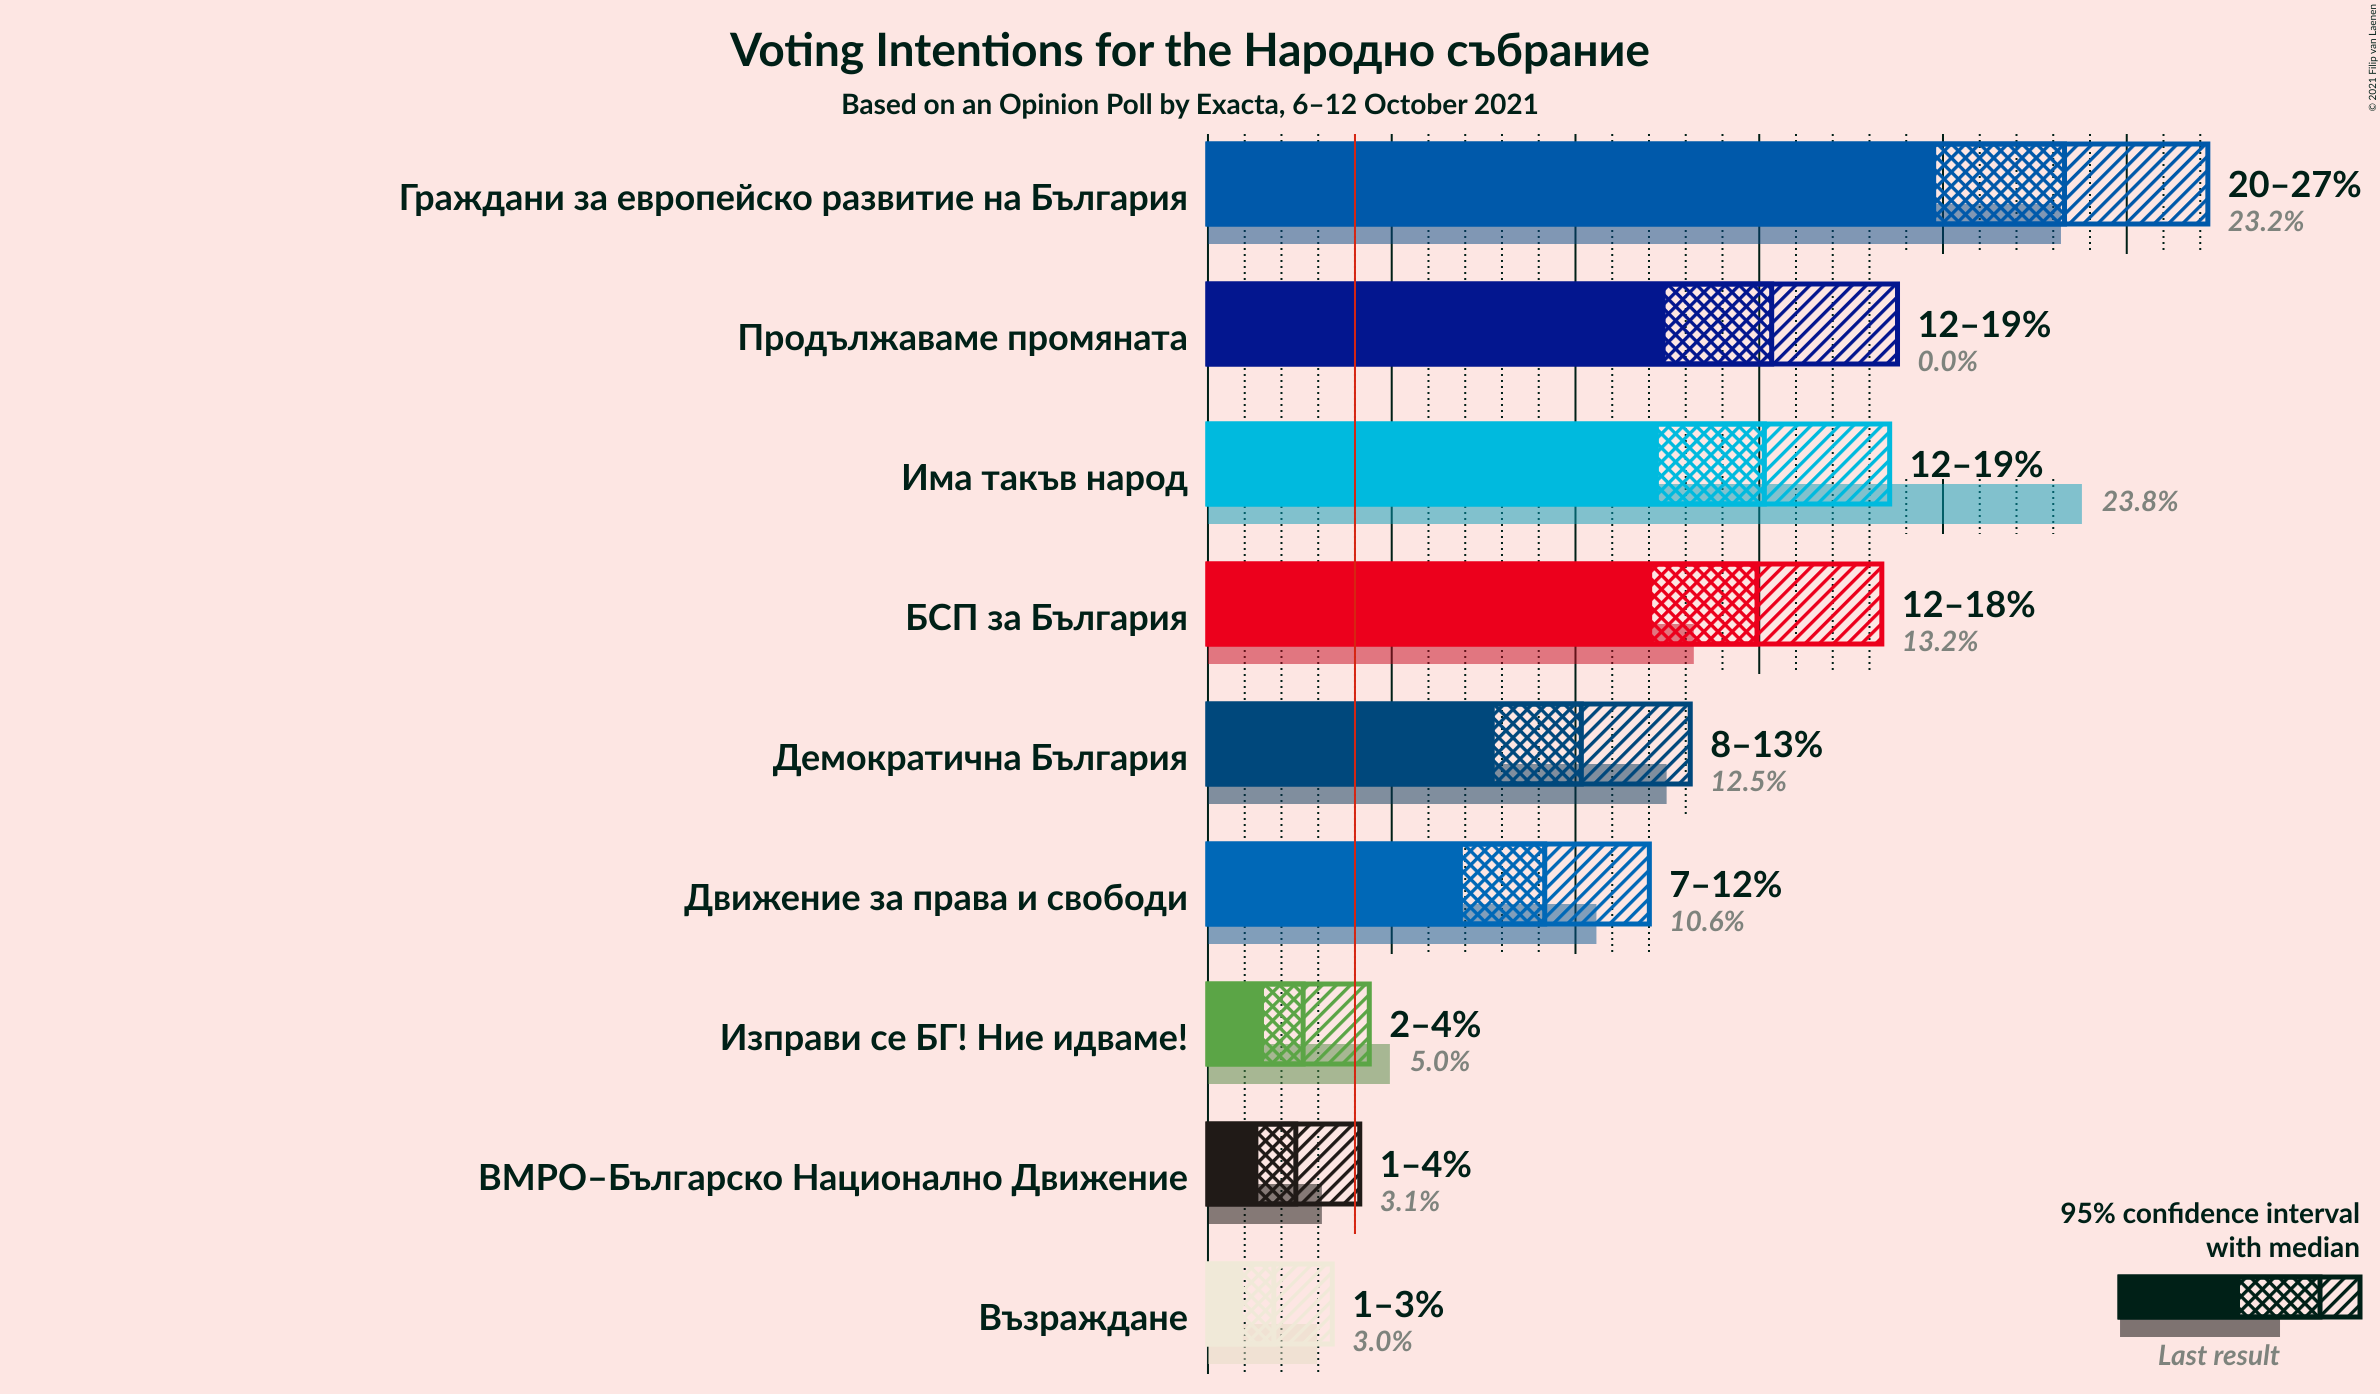 Voting Intentions for the Народно събрание
Based on an Opinion Poll by Exacta, 6–12 October 2021
© 2021 Filip van Laenen
Граждани за европейско развитие на България
20–27%
23.2%
Продължаваме промяната
12–19%
0.0%
Има такъв народ
12–19%
23.8%
БСП за България
12–18%
13.2%
Демократична България
8–13%
12.5%
Движение за права и свободи
7–12%
10.6%
Изправи се БГ! Ние идваме!
2–4%
5.0%
ВМРО–Българско Национално Движение
1–4%
3.1%
Възраждане
1–3%
3.0%
95% confidence interval
with median
Last result